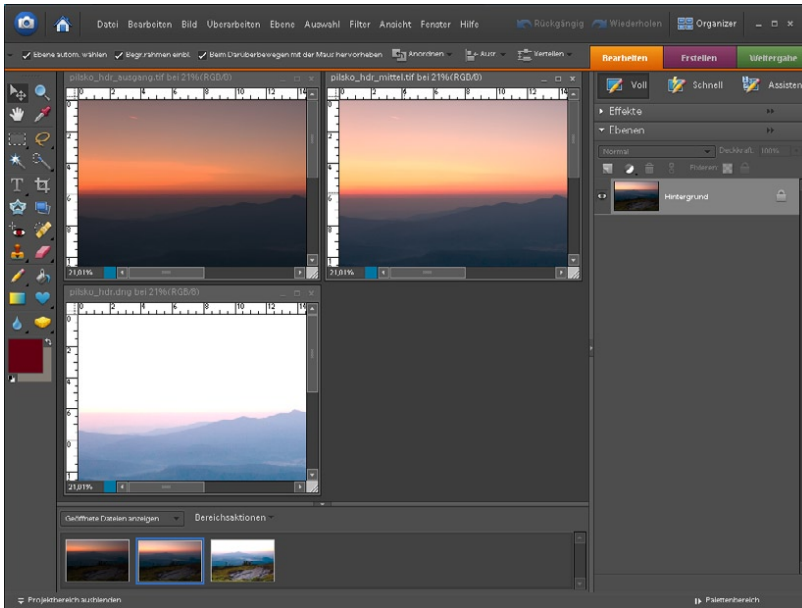 Datei Bearbeiten Bild Überarbeiten Ebene Auswahl Filter Ansicht Fenster Hilfe Rückgängig Wiederholen Organizer
Ebene autom. wählen Begr.rahmen einbl. Beim Darüberbewegen mit der Maus hervorheben Anordnen Ausr. Verteilen
Bearbeiten Erstellen Weitergabe
Voll Schnell Assisten
Effekte
Ebenen
Normal Deckkraft: 100%
Fixieren:
Hintergrund
pilsko_hdr_ausgang.tif bei 21%(RGB/8)
21,01%
pilsko_hdr_mittel.tif bei 21%(RGB/8)
21,01%
pilsko_hdr.dng bei 21%(RGB/8)
21,01%
Geöffnete Dateien anzeigen Bereichsaktionen
Projektbereich ausblenden Palettenbereich